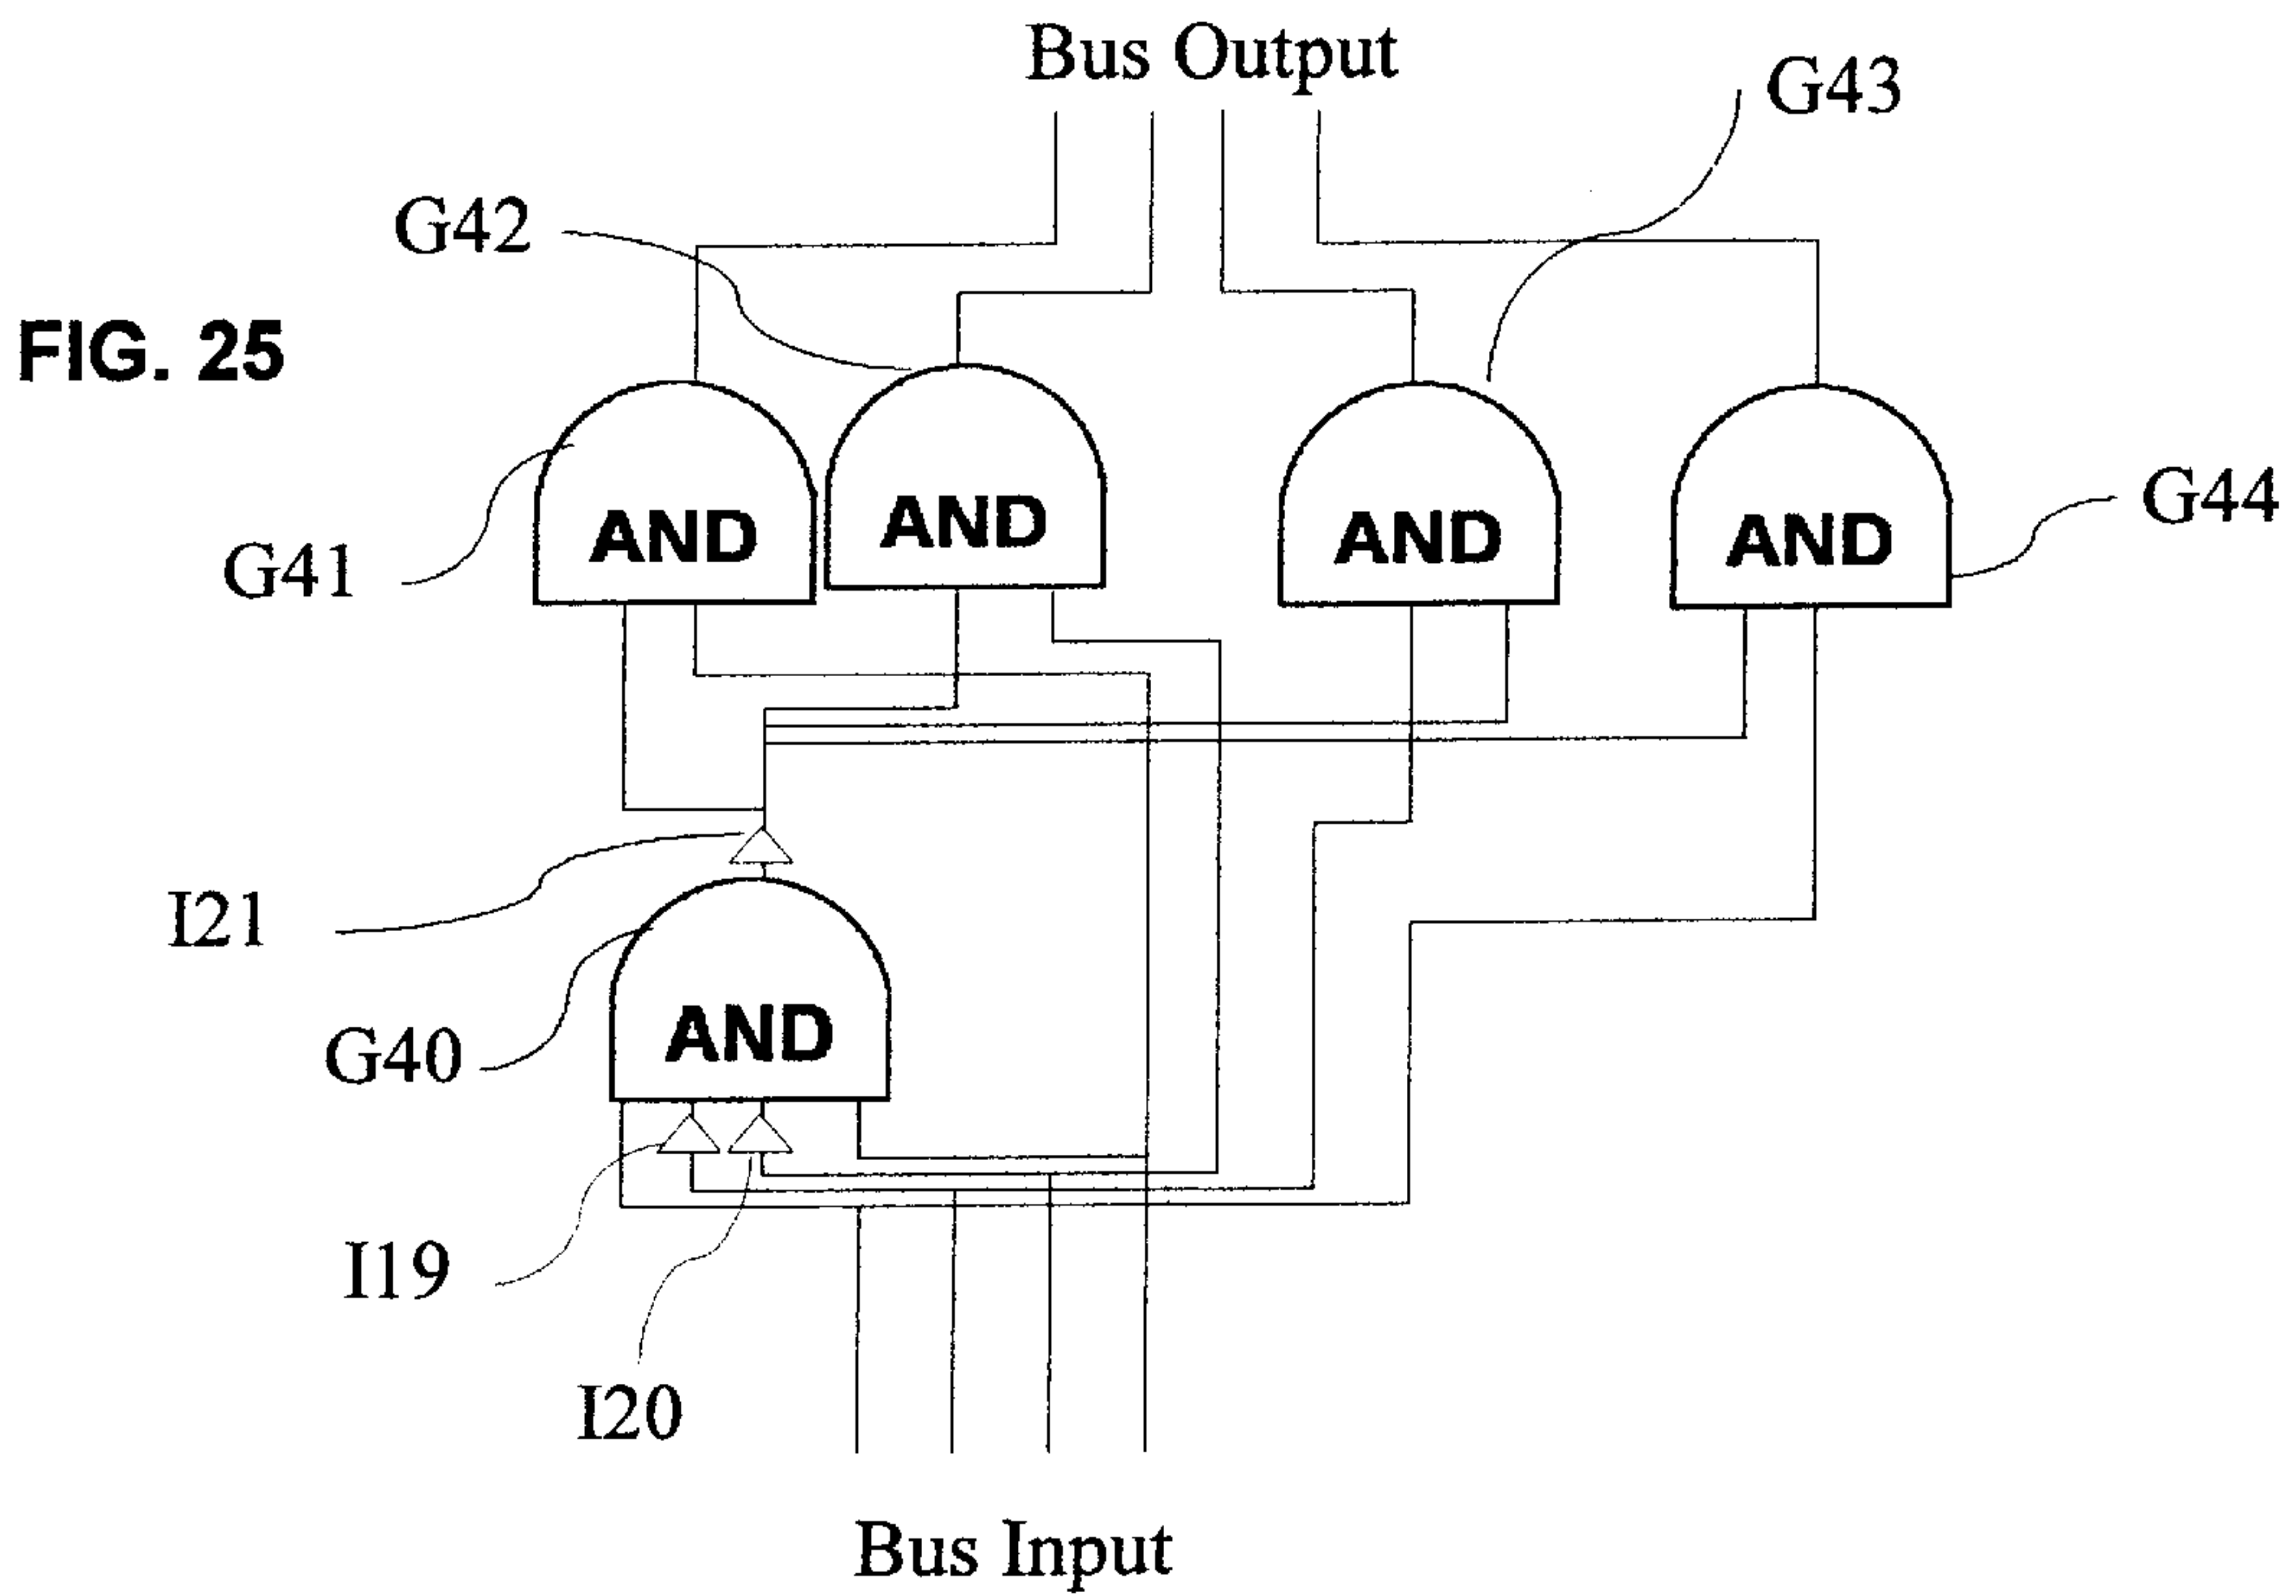 Bus Output
G43
G42
FIG. 25
AND
AND
AND
AND
G44
G41
I21
G40
AND
I19
I20
Bus Input